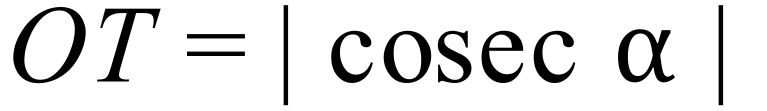 OT = | cosec α |